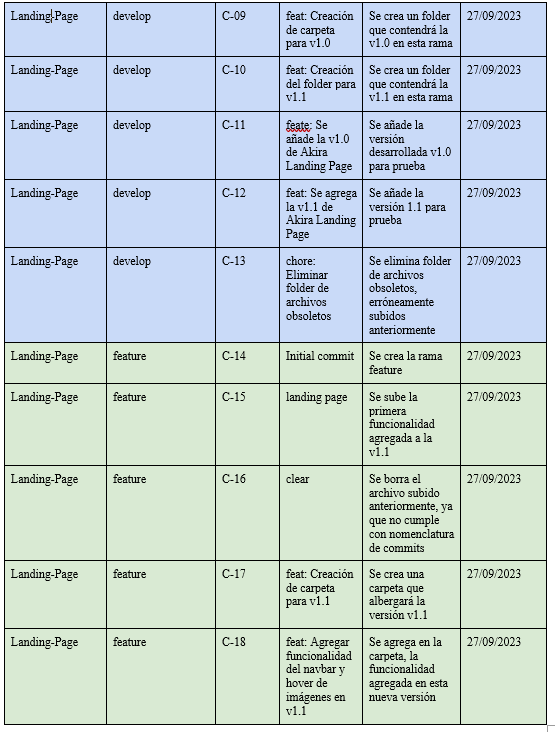 Landing-Page develop C-09 feat: Creación Se crea un folder 27/09/2023
de carpeta que contendrá la
para v1.0 v1.0 en esta rama
Landing-Page develop C-10 feat: Creación Se crea un folder 27/09/2023
del folder para que contendrá la
v1.1 v1.1 en esta rama
Landing-Page develop C-11 feate: Se Se añade la 27/09/2023
añade la v1.0 versión
de Akira desarrollada v1.0
Landing Page para prueba
Landing-Page develop C-12 feat: Se agrega Se añade la 27/09/2023
la v1.1 de versión 1.1 para
Akira Landing prueba
Page
Landing-Page develop C-13 chore: Se elimina folder 27/09/2023
Eliminar de archivos
folder de obsoletos,
archivos erróneamente
obsoletos subidos
anteriormente
Landing-Page feature C-14 Initial commit Se crea la rama 27/09/2023
feature
Landing-Page feature C-15 landing page Se sube la 27/09/2023
primera
funcionalidad
agregada a la
v1.1
Landing-Page feature C-16 clear Se borra el 27/09/2023
archivo subido
anteriormente, ya
que no cumple
con nomenclatura
de commits
Landing-Page feature C-17 feat: Creación Se crea una 27/09/2023
de carpeta carpeta que
para v1.1 albergará la
versión v1.1
Landing-Page feature C-18 feat: Agregar Se agrega en la 27/09/2023
funcionalidad carpeta, la
del navbar y funcionalidad
hover de agregada en esta
imágenes en nueva versión
v1.1